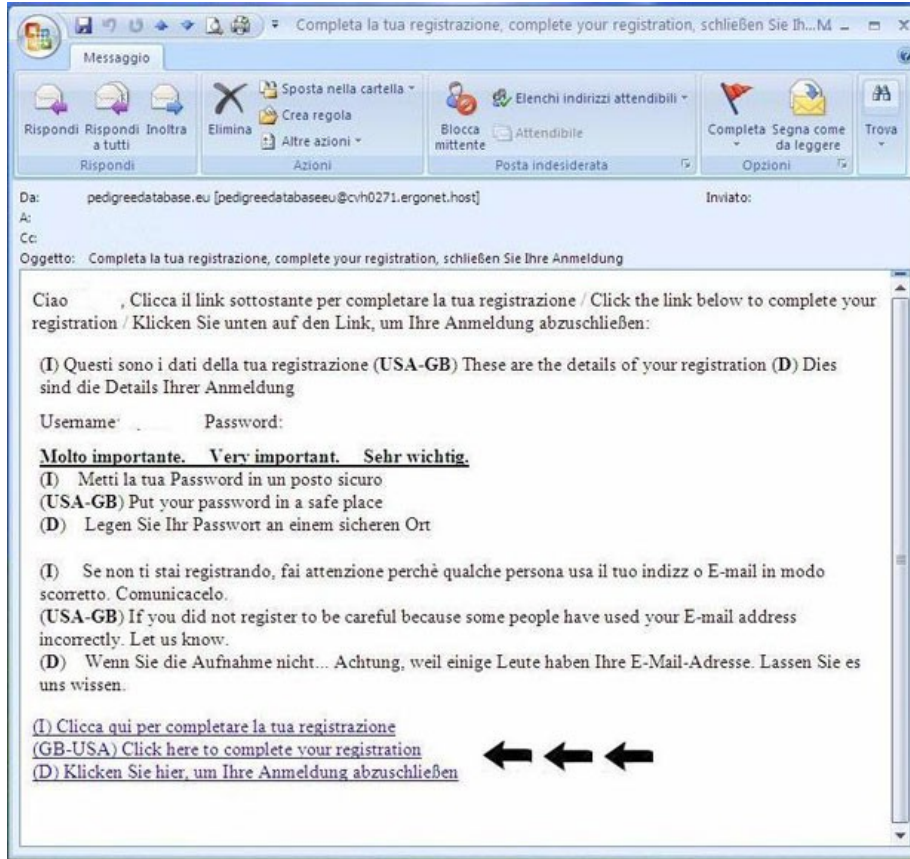 Completa la tua registrazione, complete your registration, schließen Sie Ih...M
Messaggio
Rispondi Rispondi a tutti Inoltra
Rispondi
Elimina
Sposta nella cartella
Crea regola
Altre azioni
Azioni
Blocca mittente
Elenchi indirizzi attendibili
Attendibile
Posta indesiderata
Completa Segna come da leggere
Opzioni
Trova
Da: pedigreedatabase.eu [pedigreedatabaseeu@cvh0271.ergonet.host] Inviato:
A:
Cc:
Oggetto: Completa la tua registrazione, complete your registration, schließen Sie Ihre Anmeldung
Ciao , Clicca il link sottostante per completare la tua registrazione / Click the link below to complete your
registration / Klicken Sie unten auf den Link, um Ihre Anmeldung abzuschließen:
(I) Questi sono i dati della tua registrazione (USA-GB) These are the details of your registration (D) Dies
sind die Details Ihrer Anmeldung
Username: Password:
Molto importante. Very important. Sehr wichtig.
(I) Metti la tua Password in un posto sicuro
(USA-GB) Put your password in a safe place
(D) Legen Sie Ihr Passwort an einem sicheren Ort
(I) Se non ti stai registrando, fai attenzione perchè qualche persona usa il tuo indizz o E-mail in modo
scorretto. Comunicacelo.
(USA-GB) If you did not register to be careful because some people have used your E-mail address
incorrectly. Let us know.
(D) Wenn Sie die Aufnahme nicht... Achtung, weil einige Leute haben Ihre E-Mail-Adresse. Lassen Sie es
uns wissen.
(I) Clicca qui per completare la tua registrazione
(GB-USA) Click here to complete your registration
(D) Klicken Sie hier, um Ihre Anmeldung abzuschließen